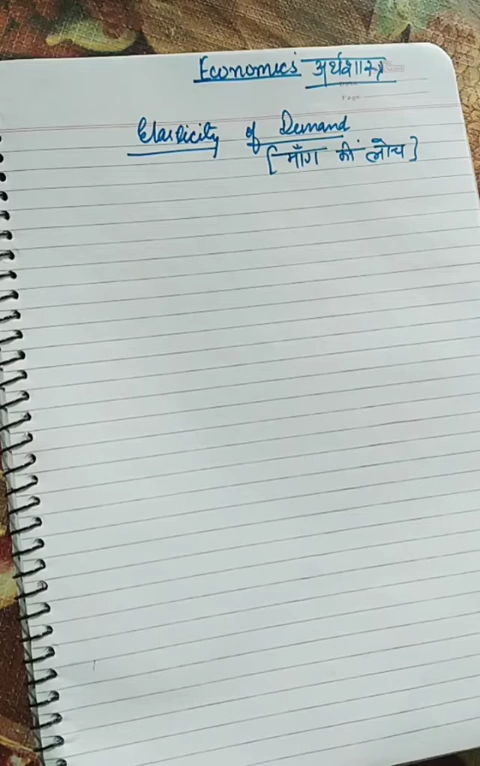 Economics अर्थशास्त्र
Elasticity of Demand
[माँग की लोच]